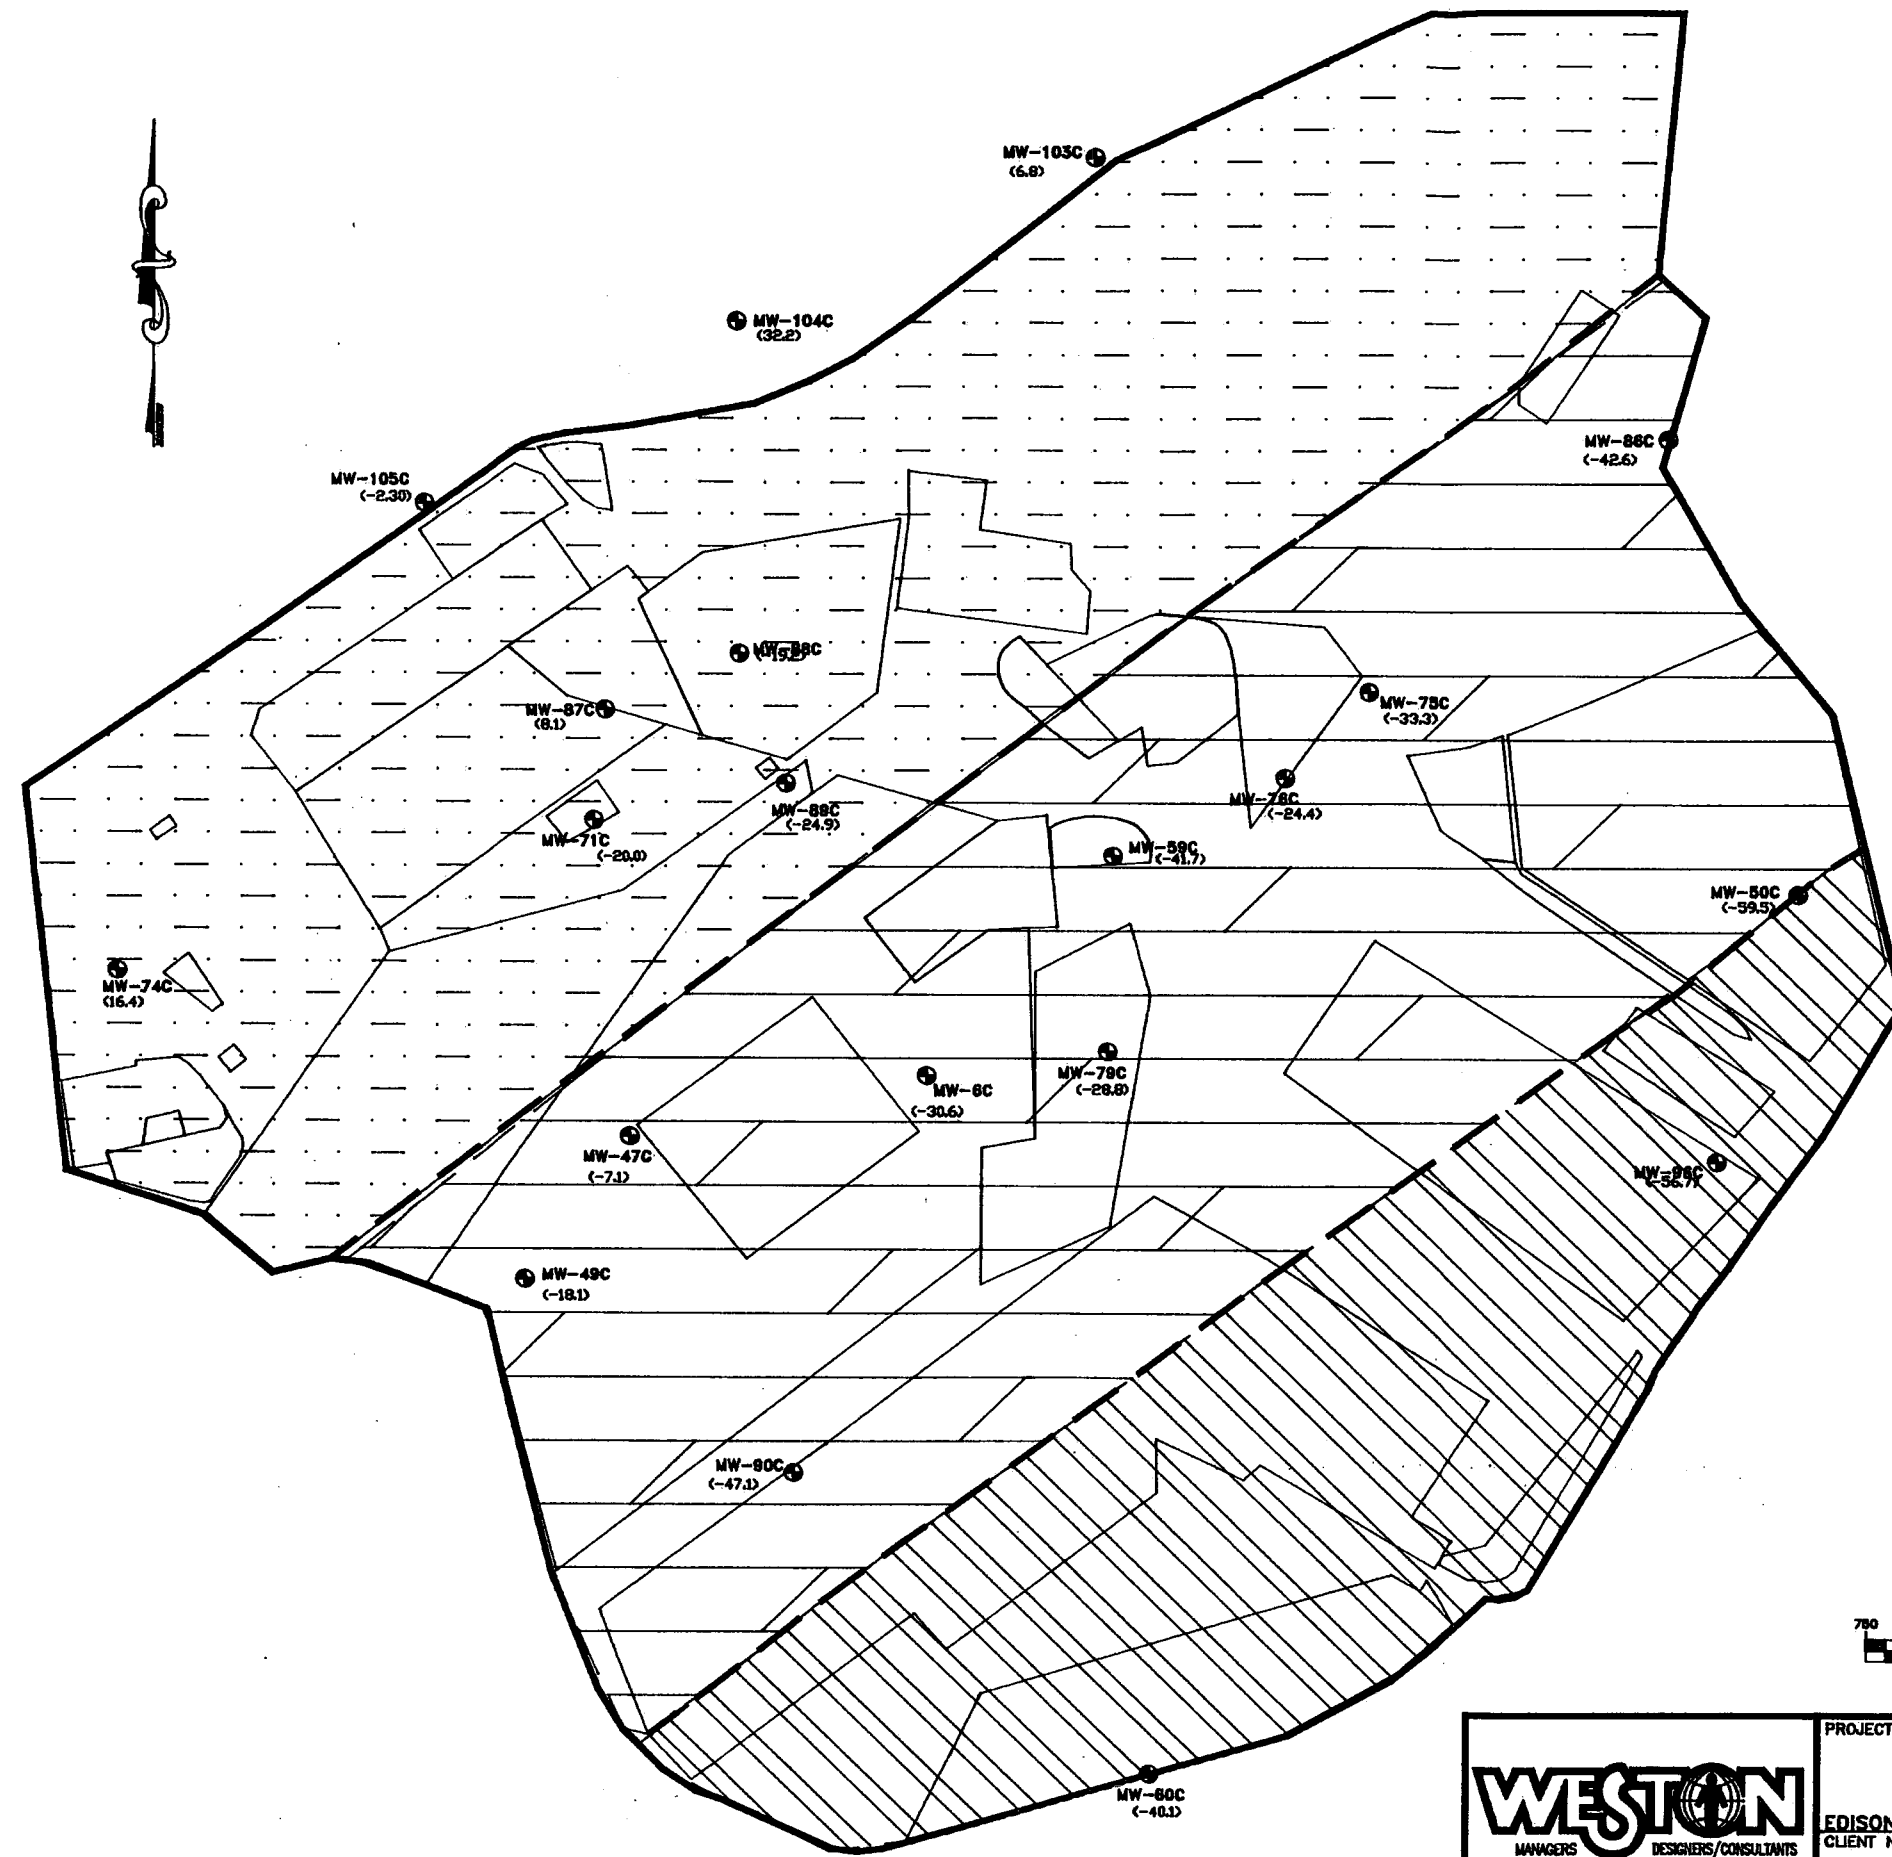 MW-103C
(6.8)
MW-104C
(32.2)
MW-86C
(-42.6)
MW-105C
(-2.30)
MW-87C
(8.1)
MW-75C
(-33.3)
MW-78C
(-24.4)
(-24.9)
MW-71C
(-20.0)
MW-59C
(-41.7)
MW-50C
(-59.5)
MW-74C
(16.4)
MW-79C
(-28.8)
MW-6C
(-30.6)
MW-47C
(-7.1)
MW-49C
(-18.1)
MW-90C
(-47.1)
MW-60C
(-40.1)
750
PROJECT
WESTON
MANAGERS DESIGNERS/CONSULTANTS
EDISON
CLIENT N